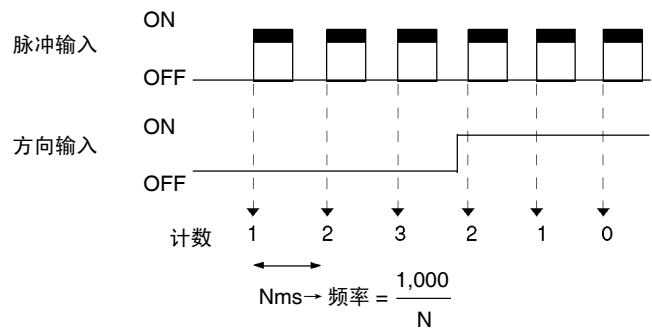 ON
脉冲输入
OFF
ON
方向输入
OFF
计数 1 2 3 2 1 0
Nms→ 频率 = 1,000
N